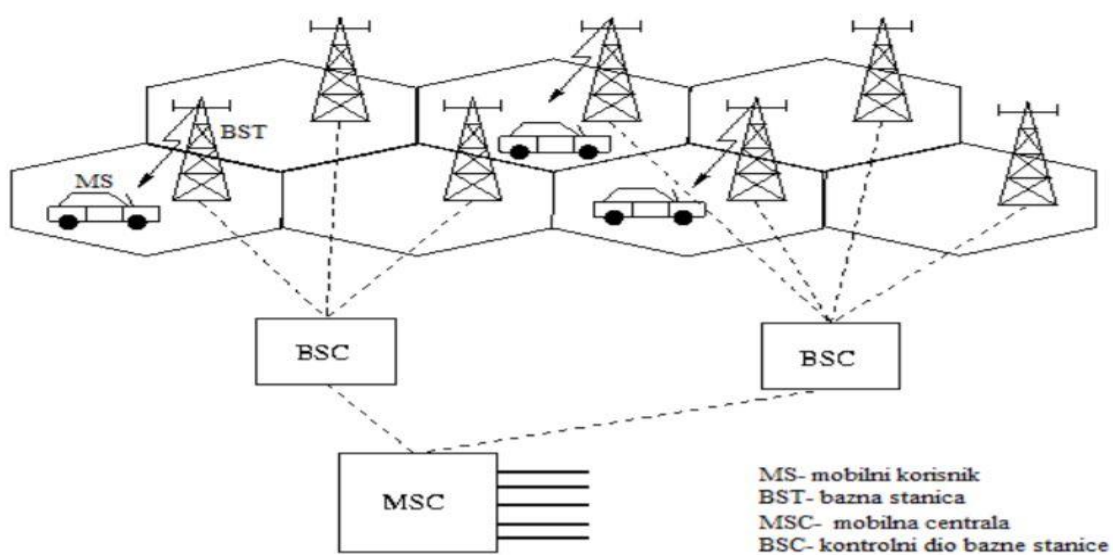 BST
MS
BSC
BSC
MSC
MS- mobilni korisnik
BST- bazna stanica
MSC- mobilna centrala
BSC- kontrolni dio bazne stanice